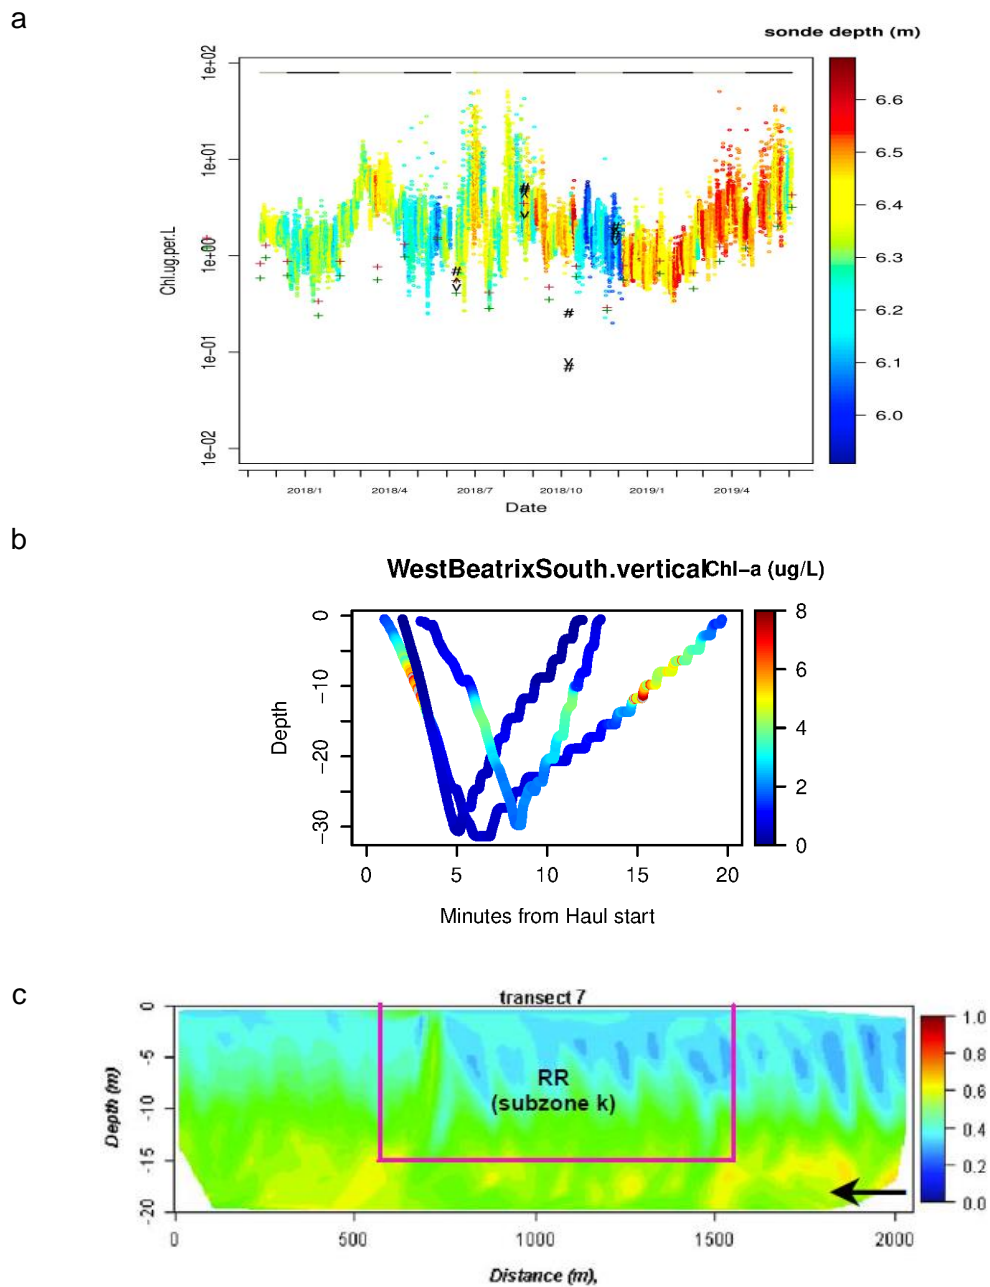 a
sonde depth (m)
1e+02
1e+01
1e+00
1e-01
1e-02
Chl.ug.per.L
6.6
6.5
6.4
6.3
6.2
6.1
6.0
2018/1 2018/4 2018/7 2018/10 2019/1 2019/4
Date
b
WestBeatrixSouth.vertical Chl-a (ug/L)
0
-10
-20
-30
Depth
8
6
4
2
0
0 5 10 15 20
Minutes from Haul start
c
transect 7
0
-5
-10
-15
-20
Depth (m)
RR
(subzone k)
1.0
0.8
0.6
0.4
0.2
0.0
0 500 1000 1500 2000
Distance (m),